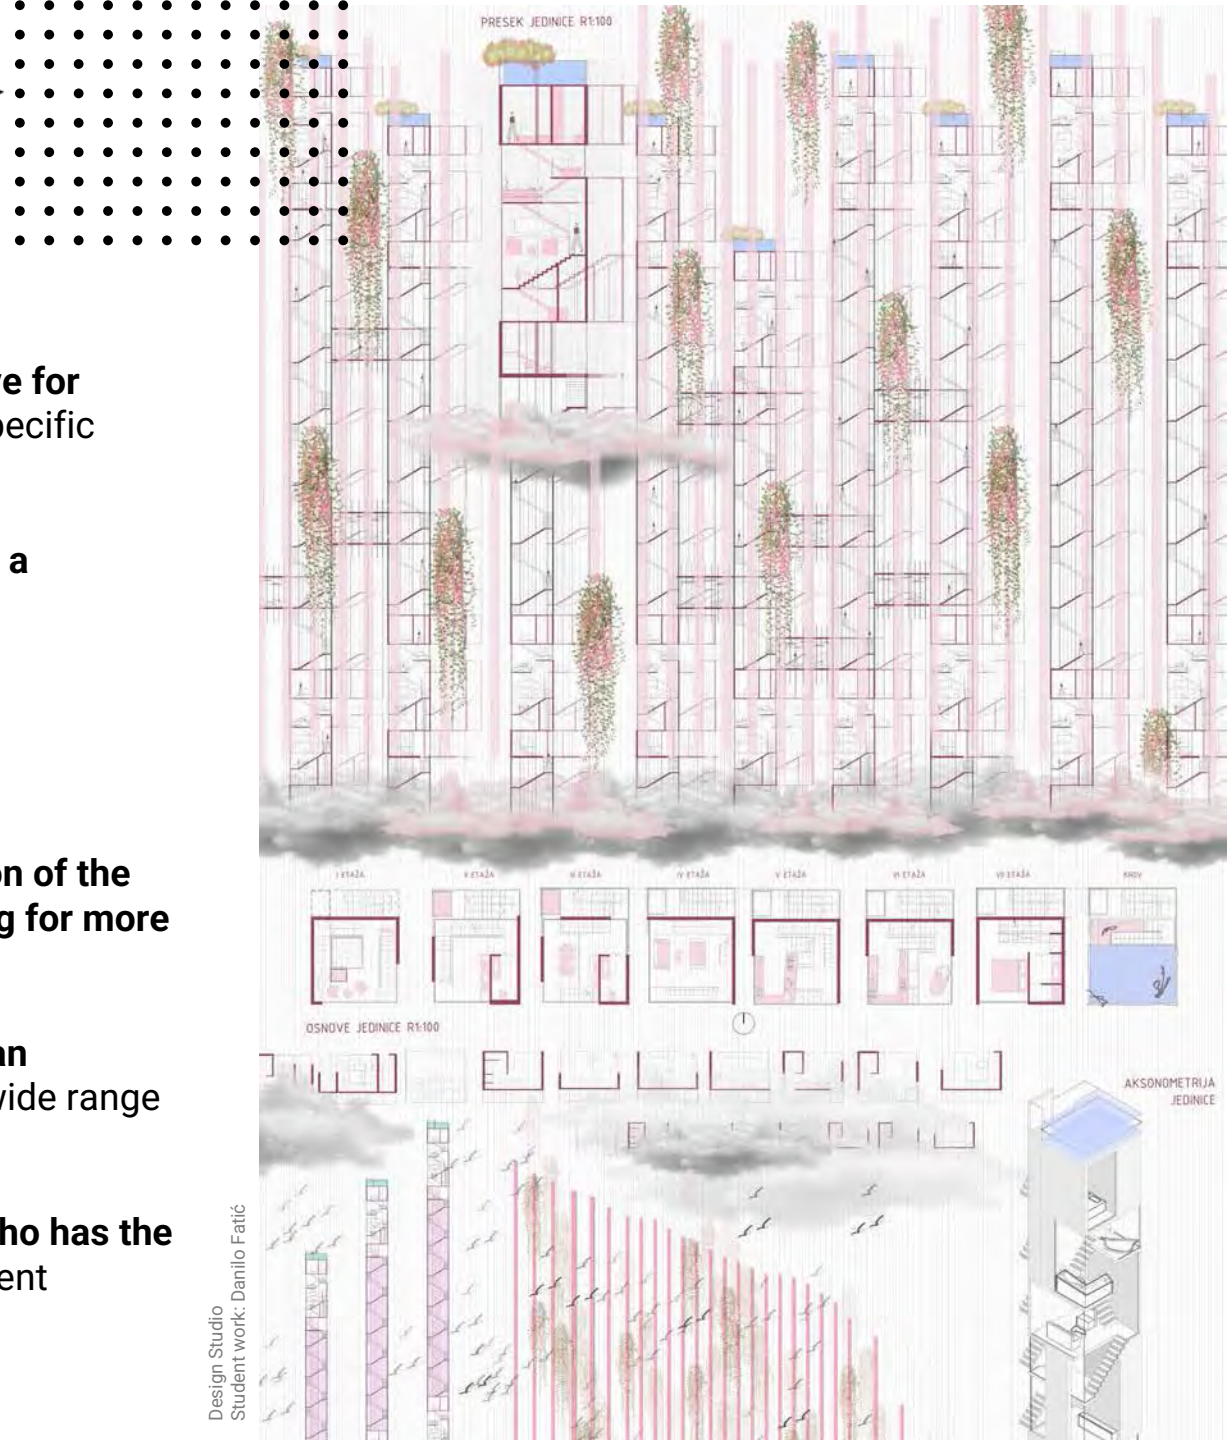 PRESEK JEDINICE R1:100
ve for
pecific
a
on of the
g for more
an
wide range
ho has the
ent
Design Studio
Student work: Danilo Fatić
I ETAŽA
II ETAŽA
III ETAŽA
IV ETAŽA
V ETAŽA
VI ETAŽA
VII ETAŽA
KROV
OSNOVE JEDINICE R1:100
AKSONOMETRIJA
JEDINICE